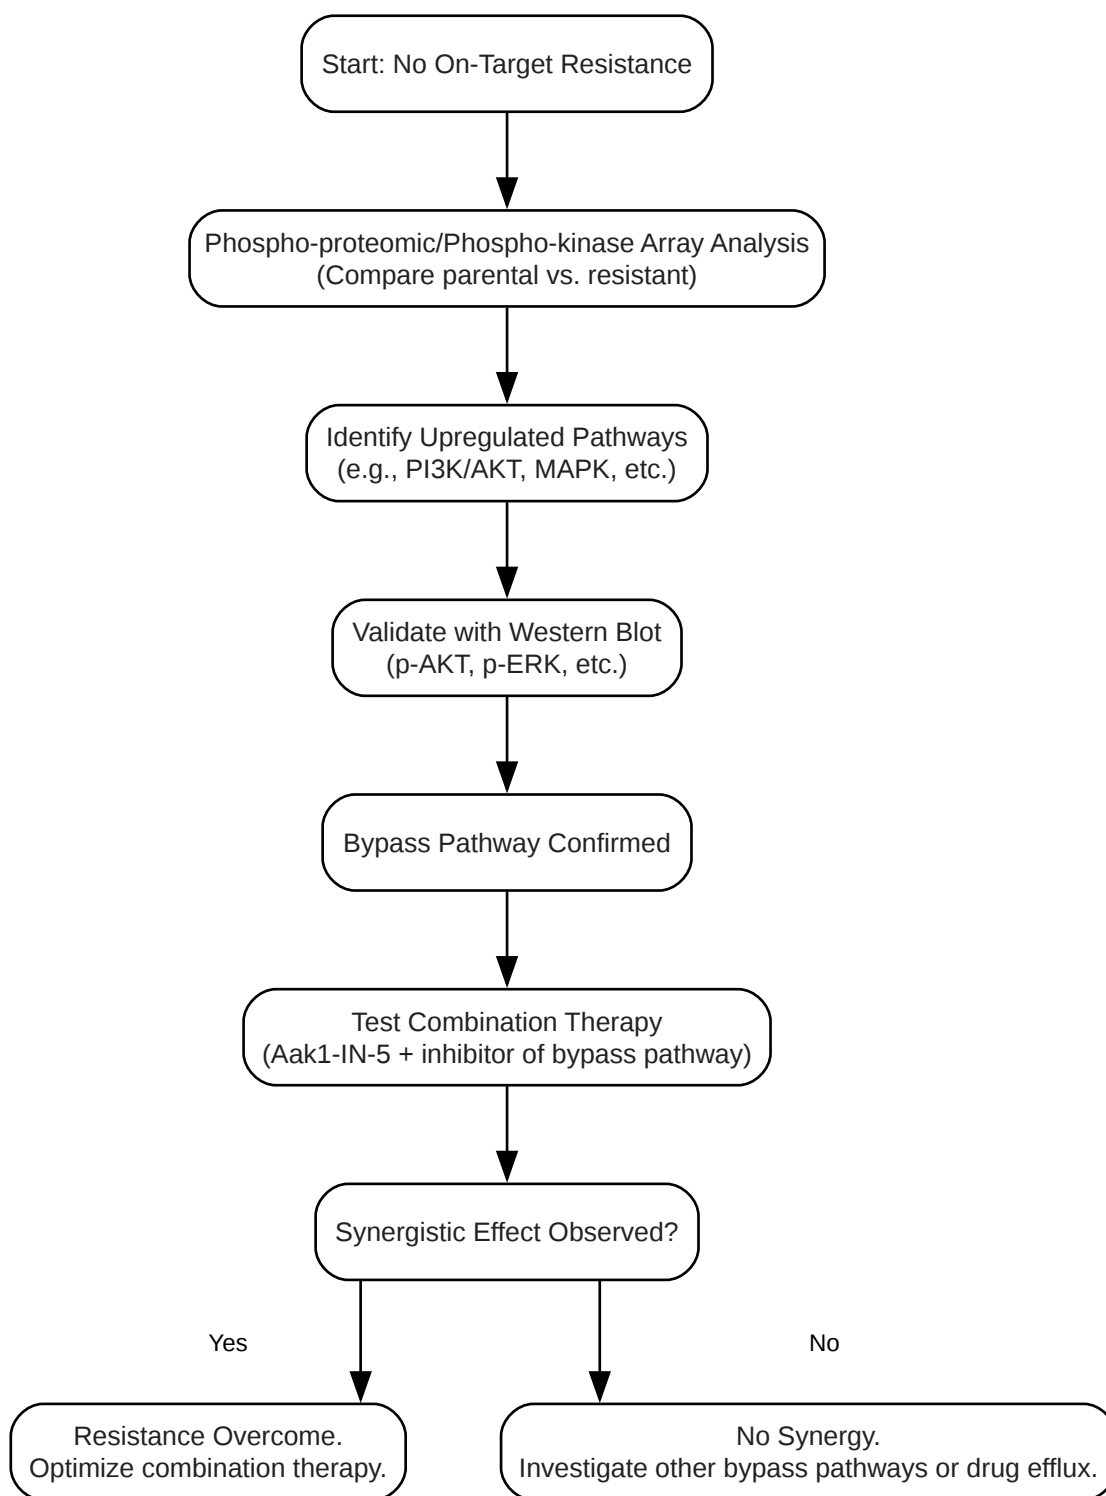 Start: No On-Target Resistance
Phospho-proteomic/Phospho-kinase Array Analysis
(Compare parental vs. resistant)
Identify Upregulated Pathways
(e.g., PI3K/AKT, MAPK, etc.)
Validate with Western Blot
(p-AKT, p-ERK, etc.)
Bypass Pathway Confirmed
Test Combination Therapy
(Aak1-IN-5 + inhibitor of bypass pathway)
Synergistic Effect Observed?
Yes
No
Resistance Overcome.
Optimize combination therapy.
No Synergy.
Investigate other bypass pathways or drug efflux.